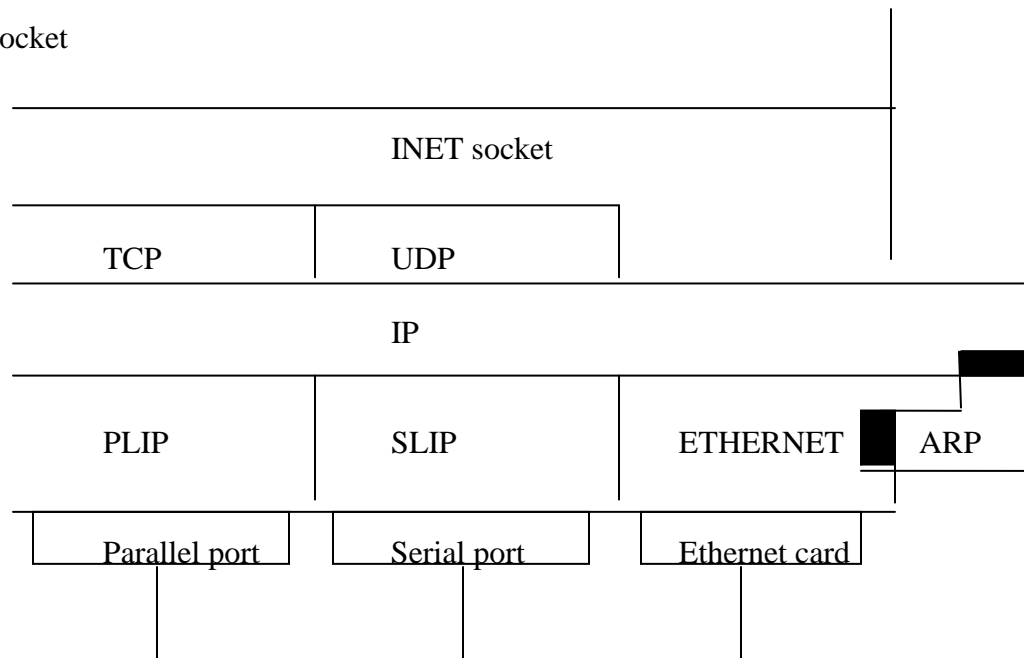 ocket
INET socket
TCP UDP
IP
PLIP SLIP ETHERNET ARP
Parallel port Serial port Ethernet card